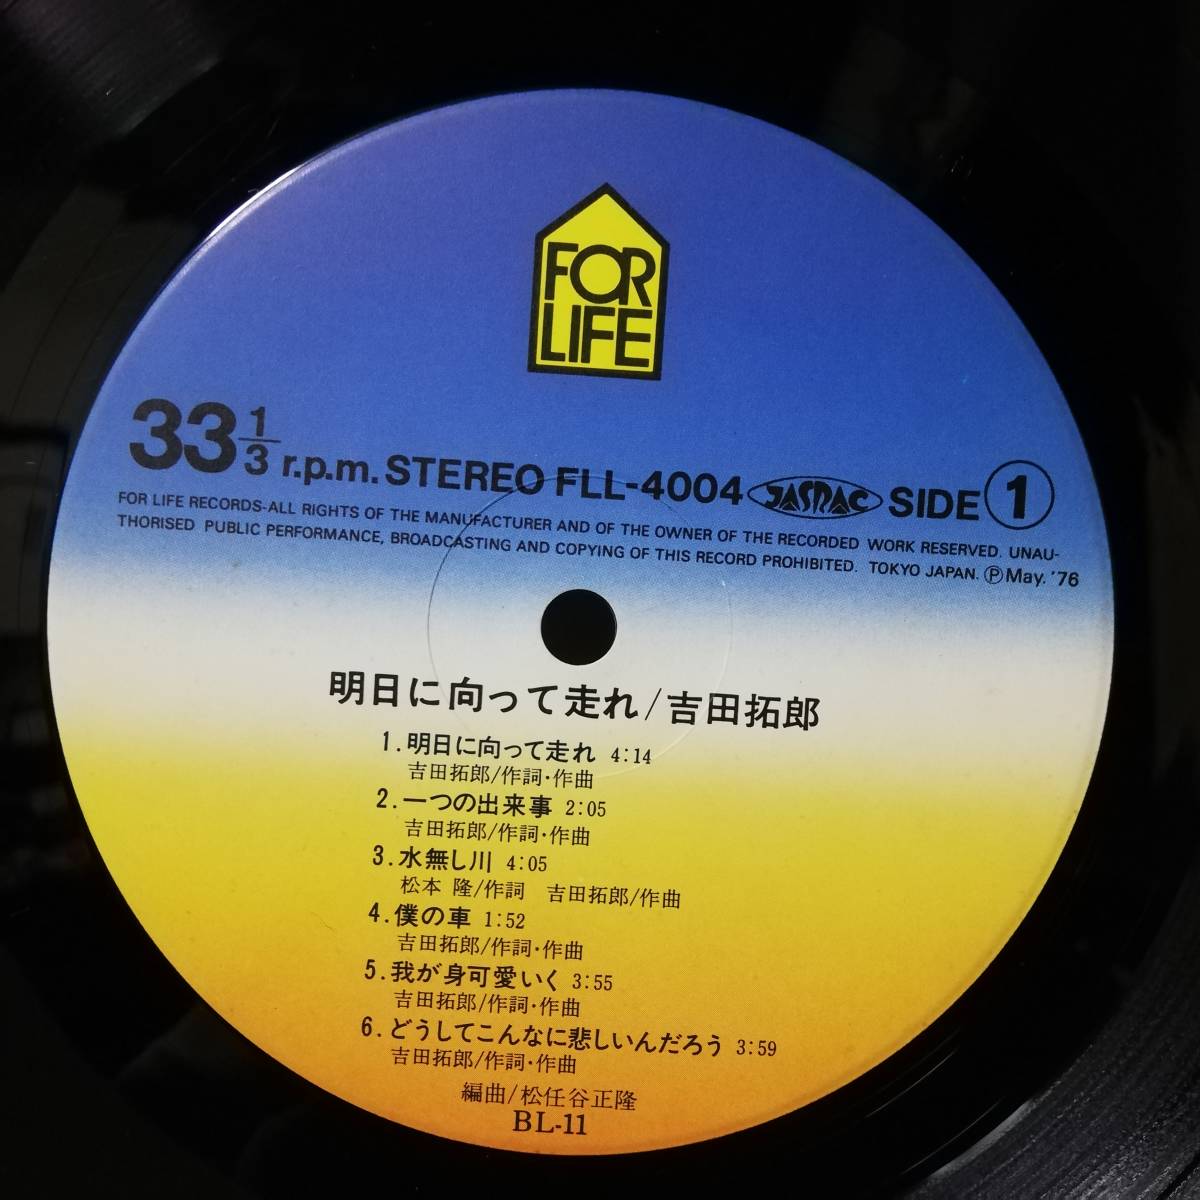 FOR
LIFE
33 1/3 r.p.m. STEREO FLL-4004 JASRAC SIDE 1
FOR LIFE RECORDS-ALL RIGHTS OF THE MANUFACTURER AND OF THE OWNER OF THE RECORDED WORK RESERVED. UNAU-
THORISED PUBLIC PERFORMANCE, BROADCASTING AND COPYING OF THIS RECORD PROHIBITED. TOKYO JAPAN. ℗ May. '76
明日に向って走れ/吉田拓郎
1. 明日に向って走れ 4:14
吉田拓郎/作詞・作曲
2. 一つの出来事 2:05
吉田拓郎/作詞・作曲
3. 水無し川 4:05
松本 隆/作詞 吉田拓郎/作曲
4. 僕の車 1:52
吉田拓郎/作詞・作曲
5. 我が身可愛いく 3:55
吉田拓郎/作詞・作曲
6. どうしてこんなに悲しいんだろう 3:59
吉田拓郎/作詞・作曲
編曲/松任谷正隆
BL-11